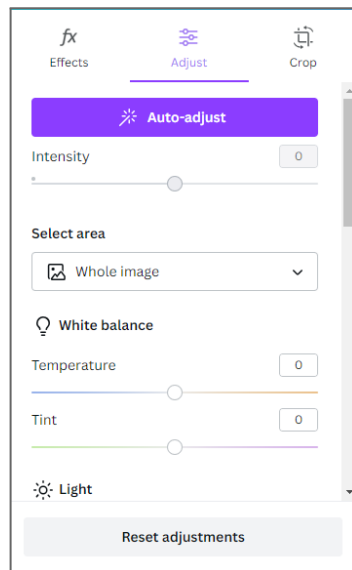 fx
Effects Adjust Crop
Auto-adjust
Intensity 0
Select area
Whole image
White balance
Temperature 0
Tint 0
Light
Reset adjustments